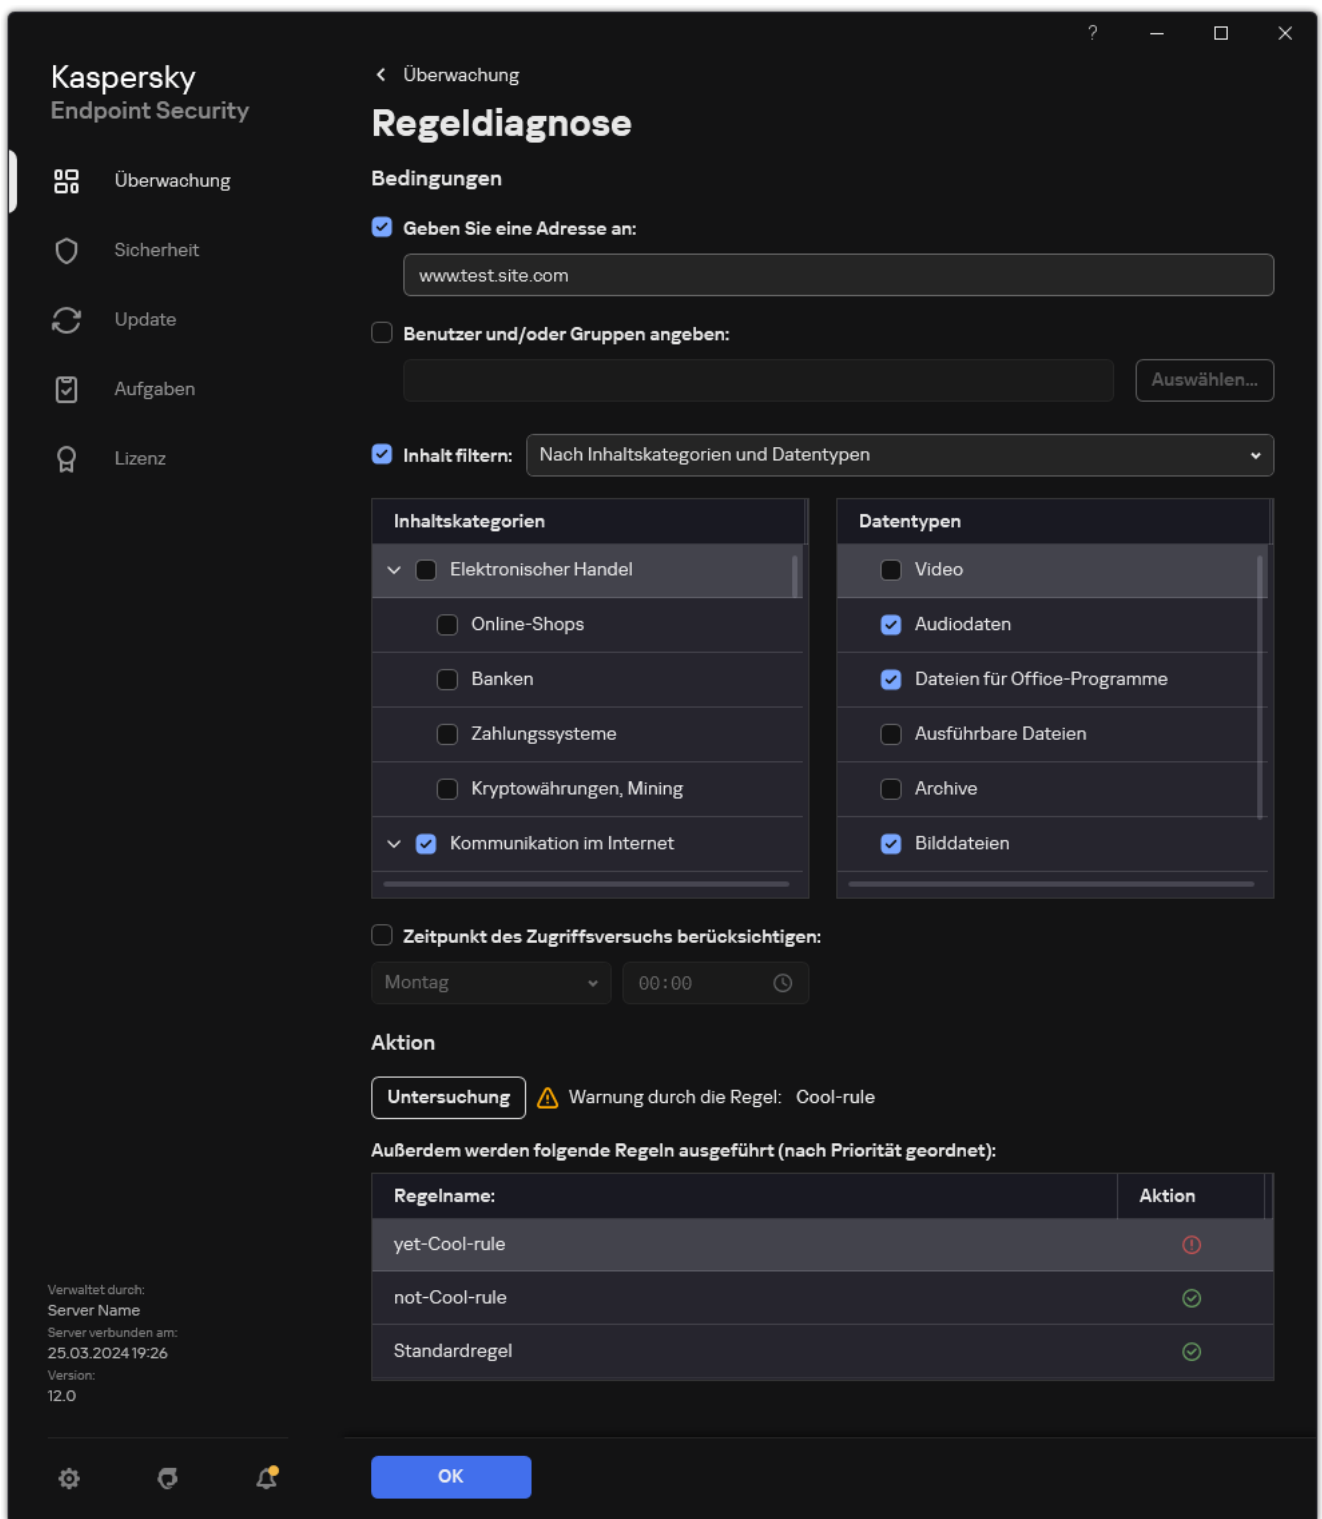 ?
Kaspersky
Endpoint Security
Überwachung
Sicherheit
Update
Aufgaben
Lizenz
Verwaltet durch:
Server Name
Server verbunden am:
25.03.2024 19:26
Version:
12.0
Überwachung
Regeldiagnose
Bedingungen
Geben Sie eine Adresse an:
www.test.site.com
Benutzer und/oder Gruppen angeben:
Auswählen...
Inhalt filtern: Nach Inhaltskategorien und Datentypen
Inhaltskategorien
Elektronischer Handel
Online-Shops
Banken
Zahlungssysteme
Kryptowährungen, Mining
Kommunikation im Internet
Datentypen
Video
Audiodaten
Dateien für Office-Programme
Ausführbare Dateien
Archive
Bilddateien
Zeitpunkt des Zugriffsversuchs berücksichtigen:
Montag 00:00
Aktion
Untersuchung Warnung durch die Regel: Cool-rule
Außerdem werden folgende Regeln ausgeführt (nach Priorität geordnet):
Regelname: Aktion
yet-Cool-rule
not-Cool-rule
Standardregel
OK